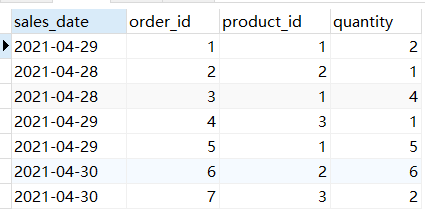 sales_date order_id product_id quantity
2021-04-29 1 1 2
2021-04-28 2 2 1
2021-04-28 3 1 4
2021-04-29 4 3 1
2021-04-29 5 1 5
2021-04-30 6 2 6
2021-04-30 7 3 2